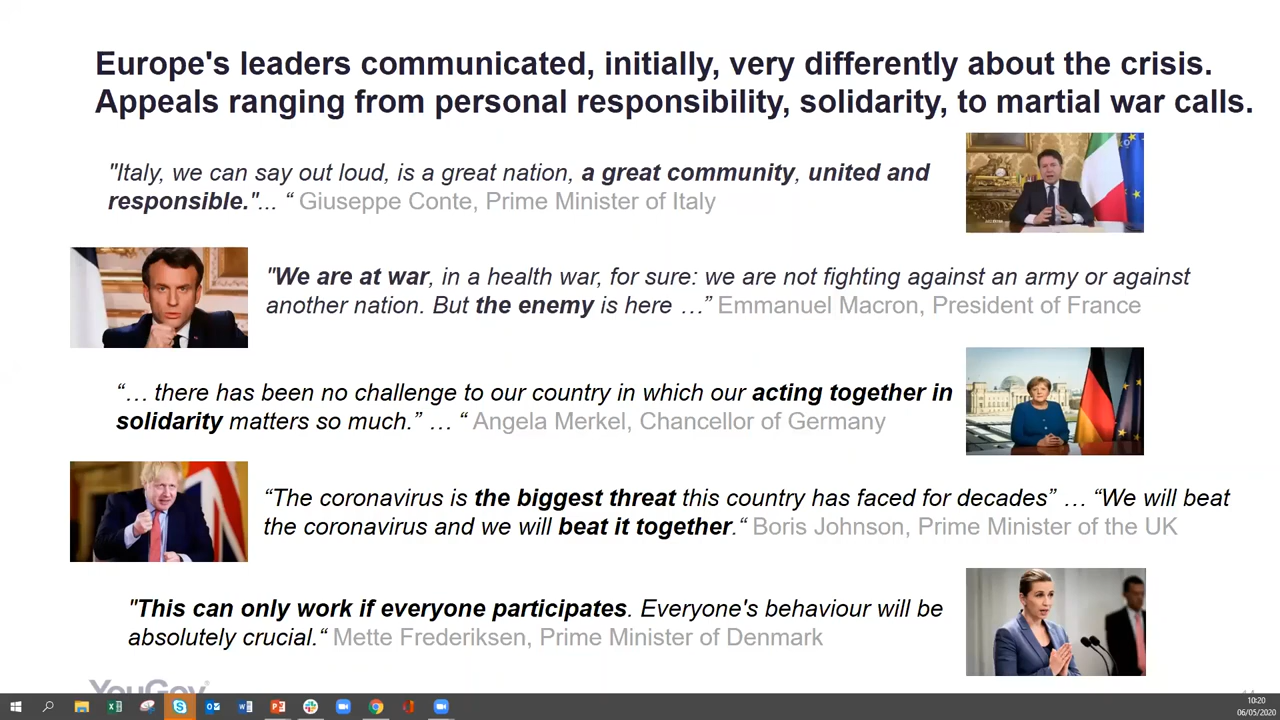 Europe's leaders communicated, initially, very differently about the crisis.
Appeals ranging from personal responsibility, solidarity, to martial war calls.
"Italy, we can say out loud, is a great nation, a great community, united and
responsible."... “ Giuseppe Conte, Prime Minister of Italy
"We are at war, in a health war, for sure: we are not fighting against an army or against
another nation. But the enemy is here …” Emmanuel Macron, President of France
“… there has been no challenge to our country in which our acting together in
solidarity matters so much.” … “ Angela Merkel, Chancellor of Germany
“The coronavirus is the biggest threat this country has faced for decades” … “We will beat
the coronavirus and we will beat it together.“ Boris Johnson, Prime Minister of the UK
"This can only work if everyone participates. Everyone's behaviour will be
absolutely crucial.“ Mette Frederiksen, Prime Minister of Denmark
YouGov
10:20
06/05/2020